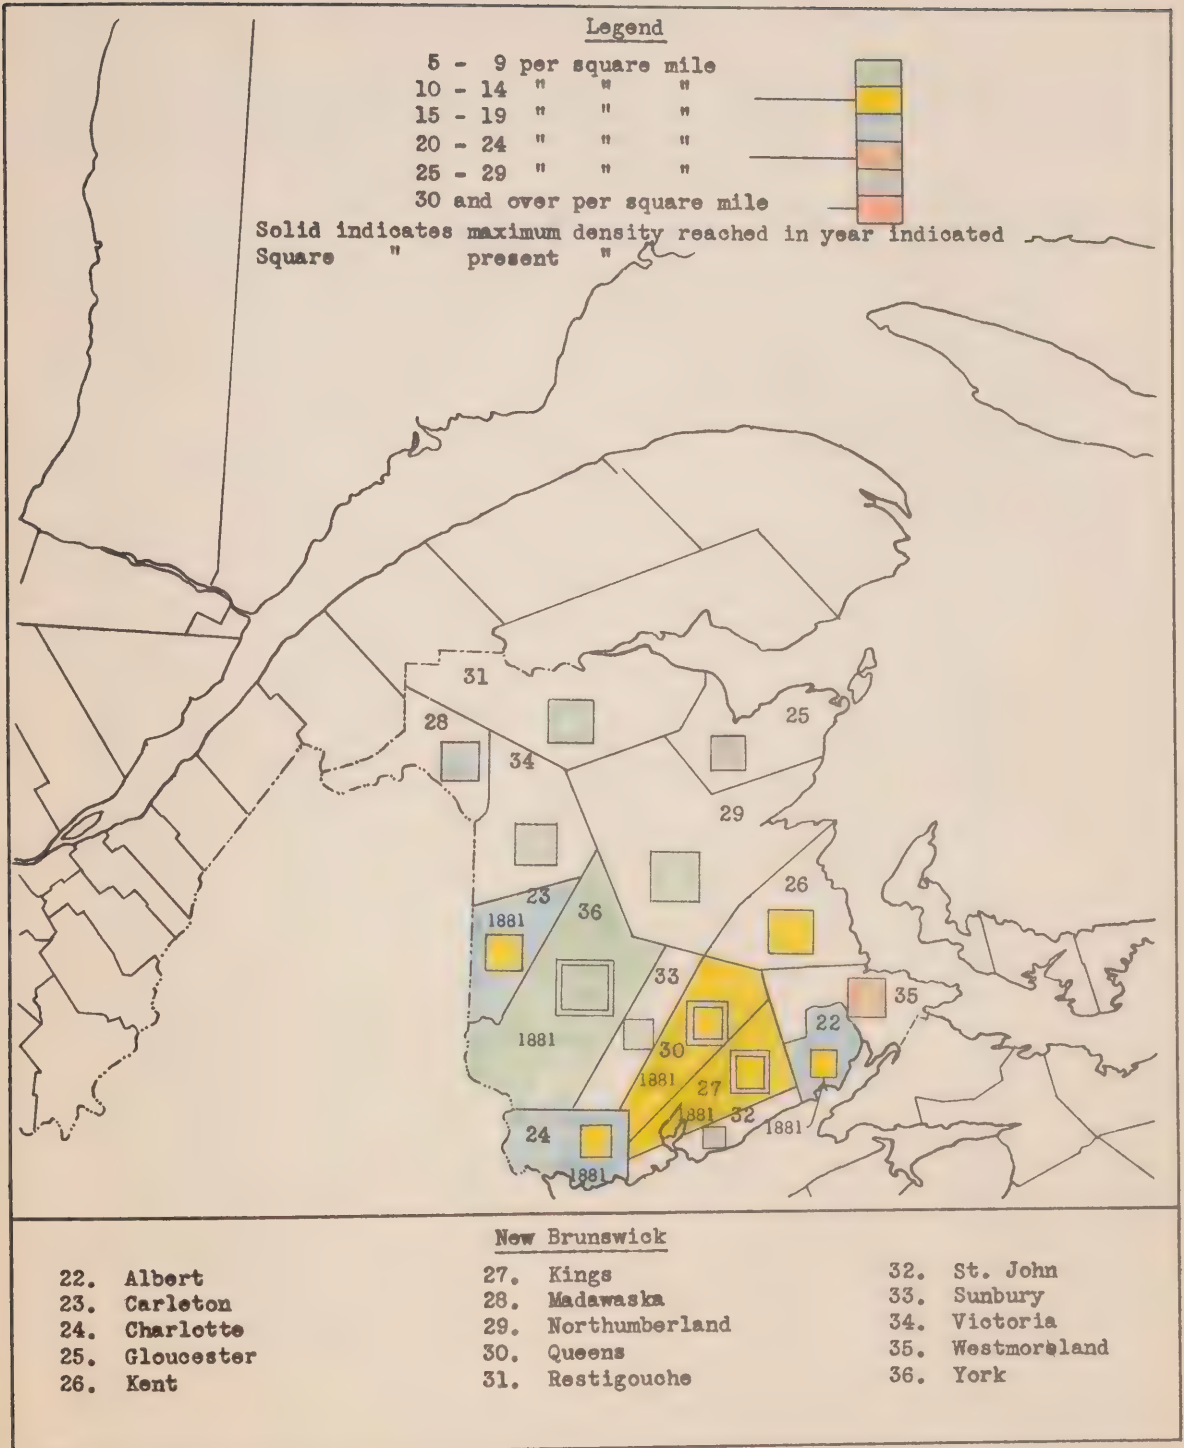 Legend
5 - 9 per square mile
10 - 14 " " "
15 - 19 " " "
20 - 24 " " "
25 - 29 " " "
30 and over per square mile
Solid indicates maximum density reached in year indicated
Square " present "
31
28
25
34
29
23
26
1881
36
33
35
22
1881
30
1881
27
1881
32
1881
24
1881
New Brunswick
22. Albert
23. Carleton
24. Charlotte
25. Gloucester
26. Kent
27. Kings
28. Madawaska
29. Northumberland
30. Queens
31. Restigouche
32. St. John
33. Sunbury
34. Victoria
35. Westmoreland
36. York